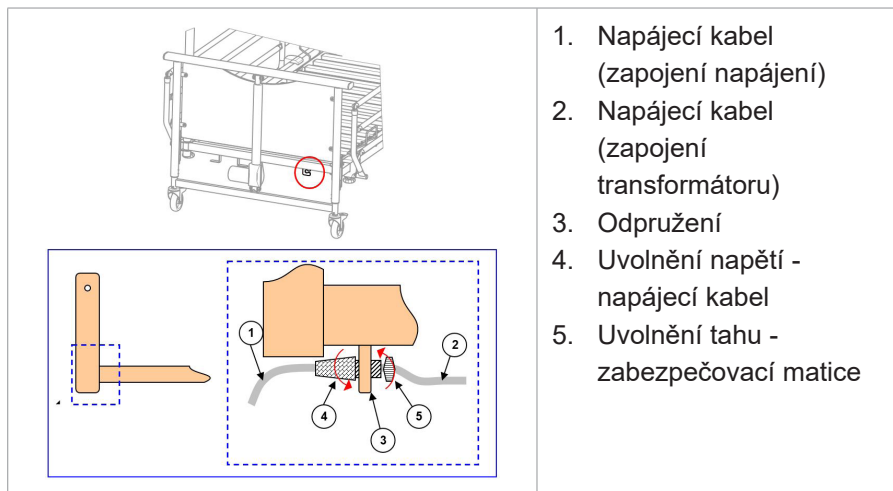 1
2
4
5
3
1. Napájecí kabel
(zapojení napájení)
2. Napájecí kabel
(zapojení
transformátoru)
3. Odpružení
4. Uvolnění napětí -
napájecí kabel
5. Uvolnění tahu -
zabezpečovací matice